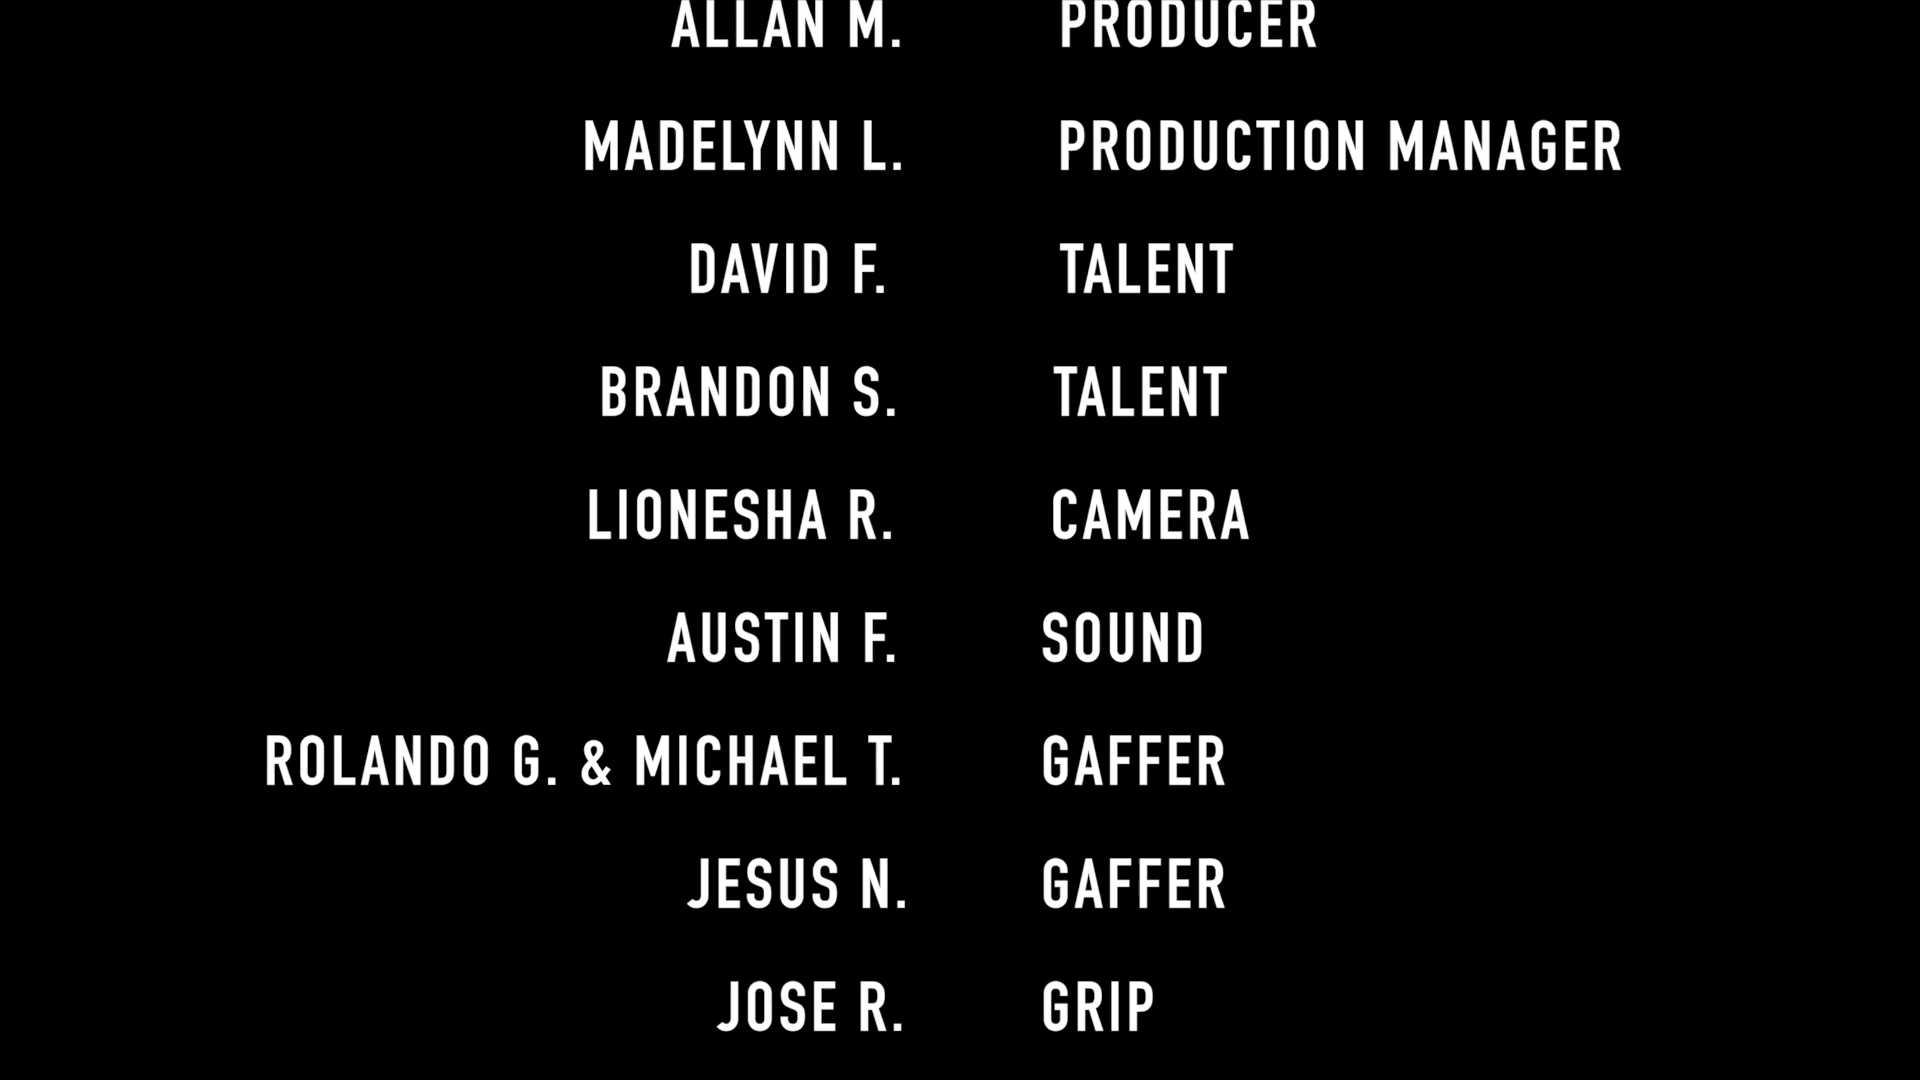 ALLAN M. PRODUCER
MADELYNN L. PRODUCTION MANAGER
DAVID F. TALENT
BRANDON S. TALENT
LIONESHA R. CAMERA
AUSTIN F. SOUND
ROLANDO G. & MICHAEL T. GAFFER
JESUS N. GAFFER
JOSE R. GRIP